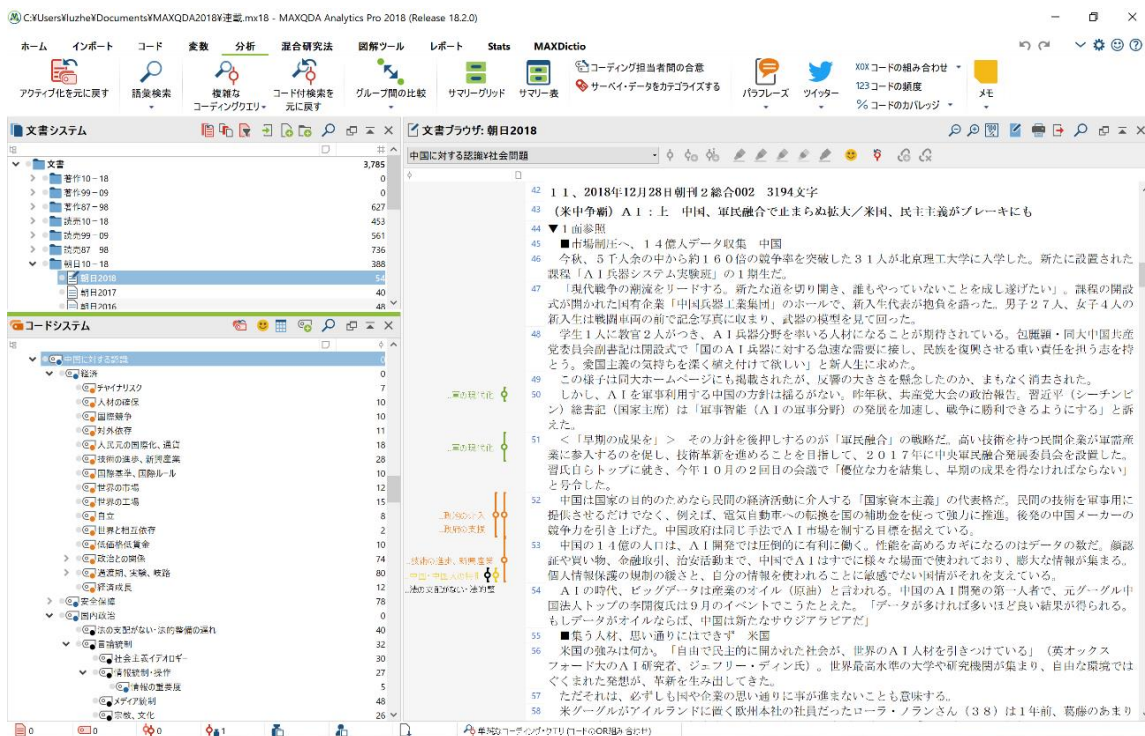 C:¥Users¥luzhe¥Documents¥MAXQDA2018¥連載.mx18 - MAXQDA Analytics Pro 2018 (Release 18.2.0)
ホーム インポート コード 変数 分析 混合研究法 図解ツール レポート Stats MAXDictio
アクティブ化を元に戻す
語彙検索
複雑な
コーディングクエリ
コード付検索を
元に戻す
グループ間の比較
サマリーグリッド
サマリー表
コーディング担当者間の合意
サーベイ・データをカテゴライズする
パラフレーズ
ツイッター
コードの組み合わせ
123 コードの頻度
% コードのカバレッジ
メモ
文書システム
文書 3,785
著作10-18 0
著作99-09 0
著作87-98 627
読売10-18 453
読売99-09 561
読売87 98 736
朝日10-18 388
朝日2018 54
朝日2017 40
朝日2016 48
コードシステム
中国に対する認識 0
経済 0
チャイナリスク 7
人材の確保 10
国際競争 10
対外依存 11
人民元の国際化、通貨 18
技術の進歩、新興産業 28
国際基準、国際ルール 10
世界の市場 12
世界の工場 15
自立 8
世界と相互依存 2
低価格低賃金 10
政治との関係 74
過渡期、実験、岐路 80
経済成長 12
安全保障 78
国内政治 0
法の支配がない・法的整備の遅れ 40
言論統制 32
社会主義イデオロギー 30
情報統制・操作 27
情報の重要度 5
メディア統制 48
宗教、文化 26
文書ブラウザ: 朝日2018
中国に対する認識¥社会問題
42 11、2018年12月28日朝刊2総合002 3194文字
43 (米中争覇) AI:上 中国、軍民融合で止まらぬ拡大/米国、民主主義がブレーキにも
44 ▼1面参照
45 ■市場制圧へ、14億人データ収集 中国
46 今秋、5千人余の中から約160倍の競争率を突破した31人が北京理工大学に入学した。新たに設置された
課程「AI兵器システム実験班」の1期生だ。
47 「現代戦争の潮流をリードする。新たな道を切り開き、誰もやっていないことを成し遂げたい」。課程の開設
式が開かれた国有企業「中国兵器工業集団」のホールで、新入生代表が抱負を語った。男子27人、女子4人の
新入生は戦闘車両の前で記念写真に収まり、武器の模型を見て回った。
48 学生1人に教官2人がつき、AI兵器分野を率いる人材になることが期待されている。包麗穎・同大中国共産
党委員会副書記は開設式で「国のAI兵器に対する急速な需要に接し、民族を復興させる重い責任を担う志を持
とう。愛国主義の気持ちを深く植え付けて欲しい」と新人生に求めた。
49 この様子は同大ホームページにも掲載されたが、反響の大きさを懸念したのか、まもなく消去された。
50 しかし、AIを軍事利用する中国の方針は揺るがない。昨年秋、共産党大会の政治報告。習近平(シーチンピ
ン)総書記(国家主席)は「軍事智能(AIの軍事分野)の発展を加速し、戦争に勝利できるようにする」と訴
えた。
51 <「早期の成果を」> その方針を後押しするのが「軍民融合」の戦略だ。高い技術を持つ民間企業が軍需産
業に参入するのを促し、技術革新を進めることを目指して、2017年に中央軍民融合発展委員会を設置した。
習氏自らトップに就き、今年10月の2回目の会議で「優位な力を結集し、早期の成果を得なければならない」
と号令した。
52 中国は国家の目的のためなら民間の経済活動に介入する「国家資本主義」の代表格だ。民間の技術を軍事用に
提供させるだけでなく、例えば、電気自動車への転換を国の補助金を使って強力に推進。後発の中国メーカーの
競争力を引き上げた。中国政府は同じ手法でAI市場を制する目標を据えている。
53 中国の14億の人口は、AI開発では圧倒的に有利に働く。性能を高めるカギになるのはデータの数だ。顔認
証や買い物、金融取引、治安活動まで、中国でAIはすでに様々な場面で使われており、膨大な情報が集まる。
個人情報保護の規制の緩さと、自分の情報を使われることに敏感でない国情がそれを支えている。
54 AIの時代、ビッグデータは産業のオイル(原油)と言われる。中国のAI開発の第一人者で、元グーグル中
国法人トップの李開復氏は9月のイベントでこうたとえた。「データが多ければ多いほど良い結果が得られる。
もしデータがオイルならば、中国は新たなサウジアラビアだ」
55 ■集う人材、思い通りにはできず 米国
56 米国の強みは何か。「自由で民主的に開かれた社会が、世界のAI人材を引きつけている」(英オックス
フォード大のAI研究者、ジェフリー・ディン氏)。世界最高水準の大学や研究機関が集まり、自由な環境では
ぐくまれた発想が、革新を生み出してきた。
57 ただそれは、必ずしも国や企業の思い通りに事が進まないことも意味する。
58 米グーグルがアイルランドに置く欧州本社の社員だったローラ・ノランさん(38)は1年前、葛藤のあまり
..軍の現代化
..軍の現代化
..政府の支援
..技術の進歩、新興産業
..法の支配がない・法的整
0 0 0 1
単純なコーディング・クエリ (コードのOR組み合わせ)